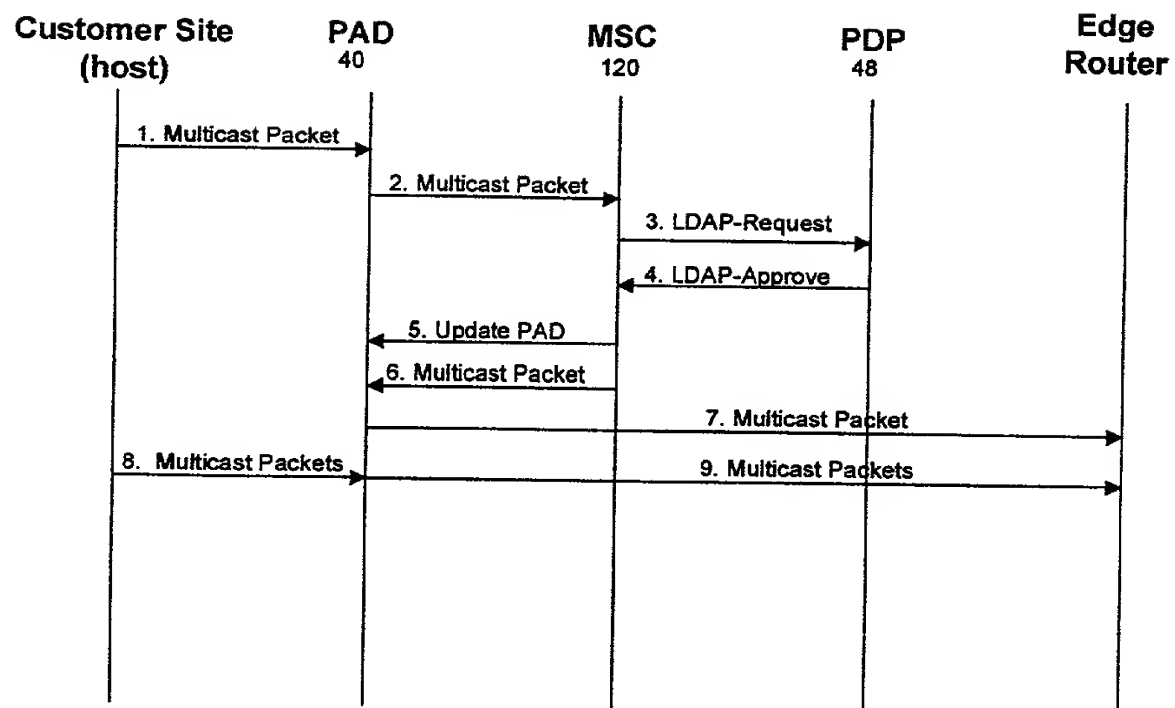 Customer Site
(host)
PAD
40
MSC
120
PDP
48
Edge
Router
1. Multicast Packet
2. Multicast Packet
3. LDAP-Request
4. LDAP-Approve
5. Update PAD
6. Multicast Packet
7. Multicast Packet
8. Multicast Packets
9. Multicast Packets